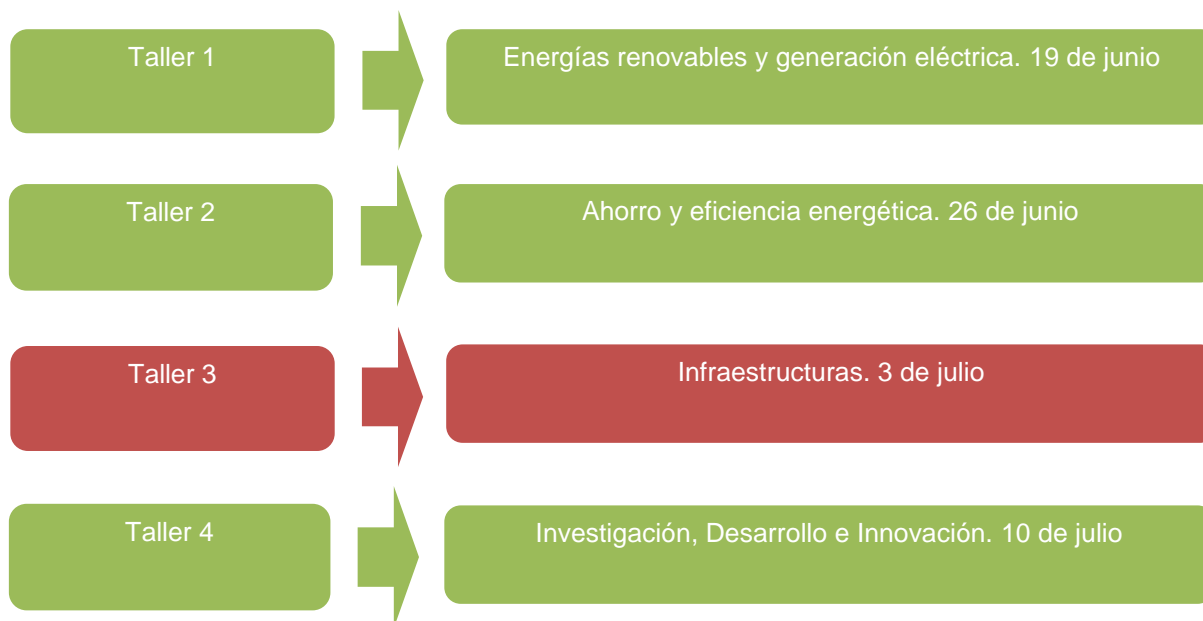 Taller 1
Energías renovables y generación eléctrica. 19 de junio
Taller 2
Ahorro y eficiencia energética. 26 de junio
Taller 3
Infraestructuras. 3 de julio
Taller 4
Investigación, Desarrollo e Innovación. 10 de julio